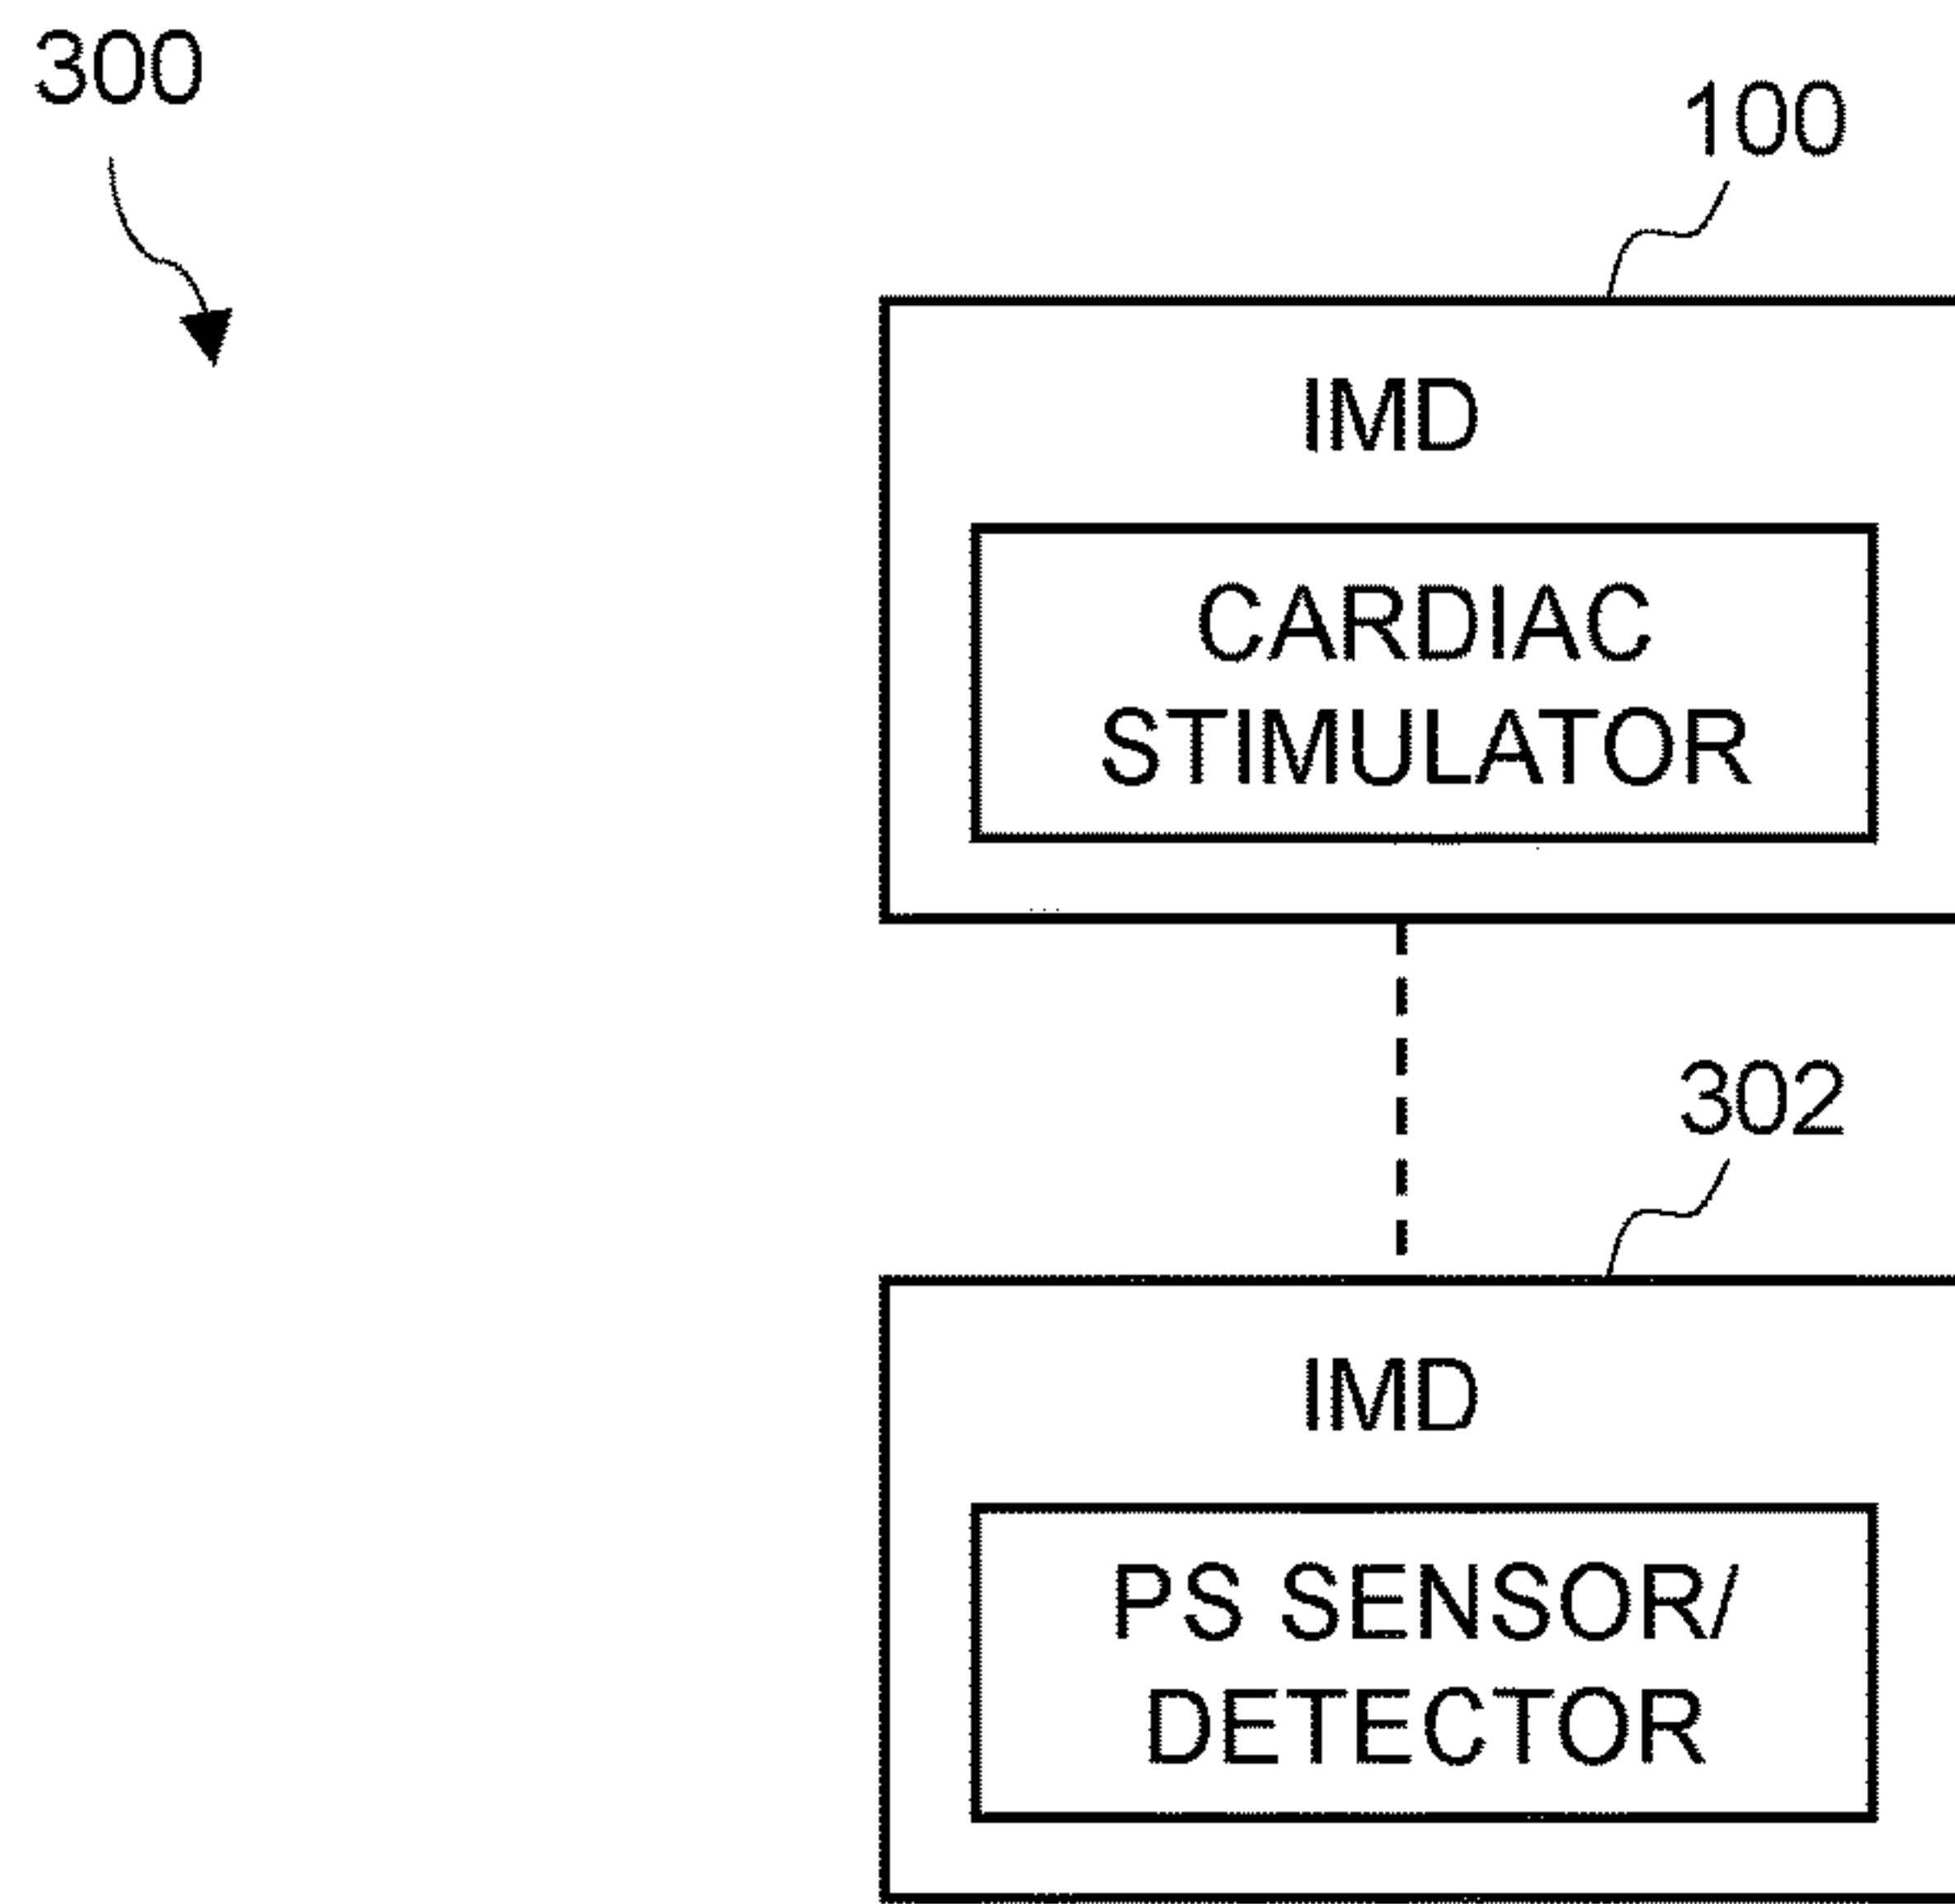 300
100
IMD
CARDIAC
STIMULATOR
302
IMD
PS SENSOR/
DETECTOR